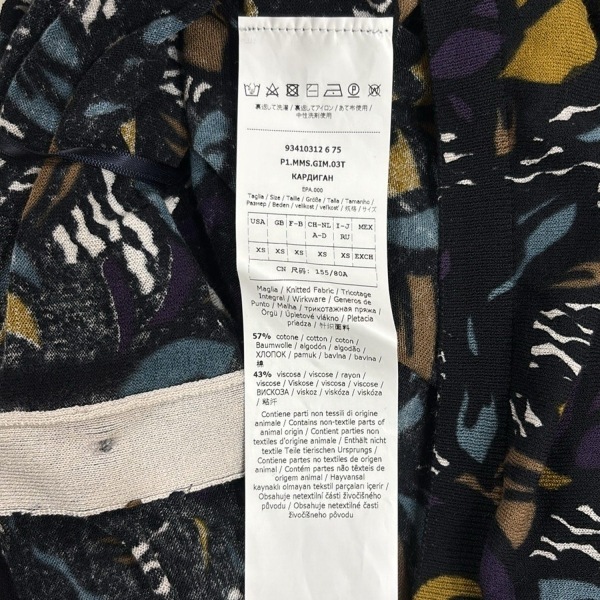 裏返して洗濯 / 裏返してアイロン / あて布使用 /
中性洗剤使用
93410312 6 75
P1.MMS.GIM.03T
КАРДИГАН
EPA.000
Taglia / Size / Taille / Größe / Talla / Tamanho /
Размер / Beden / velikost / veľkosť / 规格 / サイズ
USA GB F-B CH-NL I-J MEX
A-D RU
XS XS XS XS XS EXCH
CN 尺码: 155/80A
Maglia / Knitted Fabric / Tricotage
Integral / Wirkware / Generos de
Punto / Malha / трикотажная пряжа /
Örgü / Úpletové vlákno / Pletacia
priadza / 针织面料
57% cotone / cotton / coton /
Baumwolle / algodón / algodão /
ХЛОПОК / pamuk / bavlna / bavlna /
棉
43% viscosa / viscose / rayon /
viscose / Viskose / viscosa / viscose /
ВИСКОЗА / viskoz / viskóza / viskóza
/ 粘纤
Contiene parti non tessili di origine
animale / Contains non-textile parts of
animal origin / Contient parties non
textiles d'origine animale / Enthält nicht
textile Teile tierischen Ursprungs /
Contiene partes no textiles de origen
animal / Contém partes não têxteis de
origem animal / Hayvansal
kaynaklı olmayan tekstil parçaları içerir /
Obsahuje netextilní části živočišného
původu / Obsahuje netextilné časti
živočíšneho pôvodu